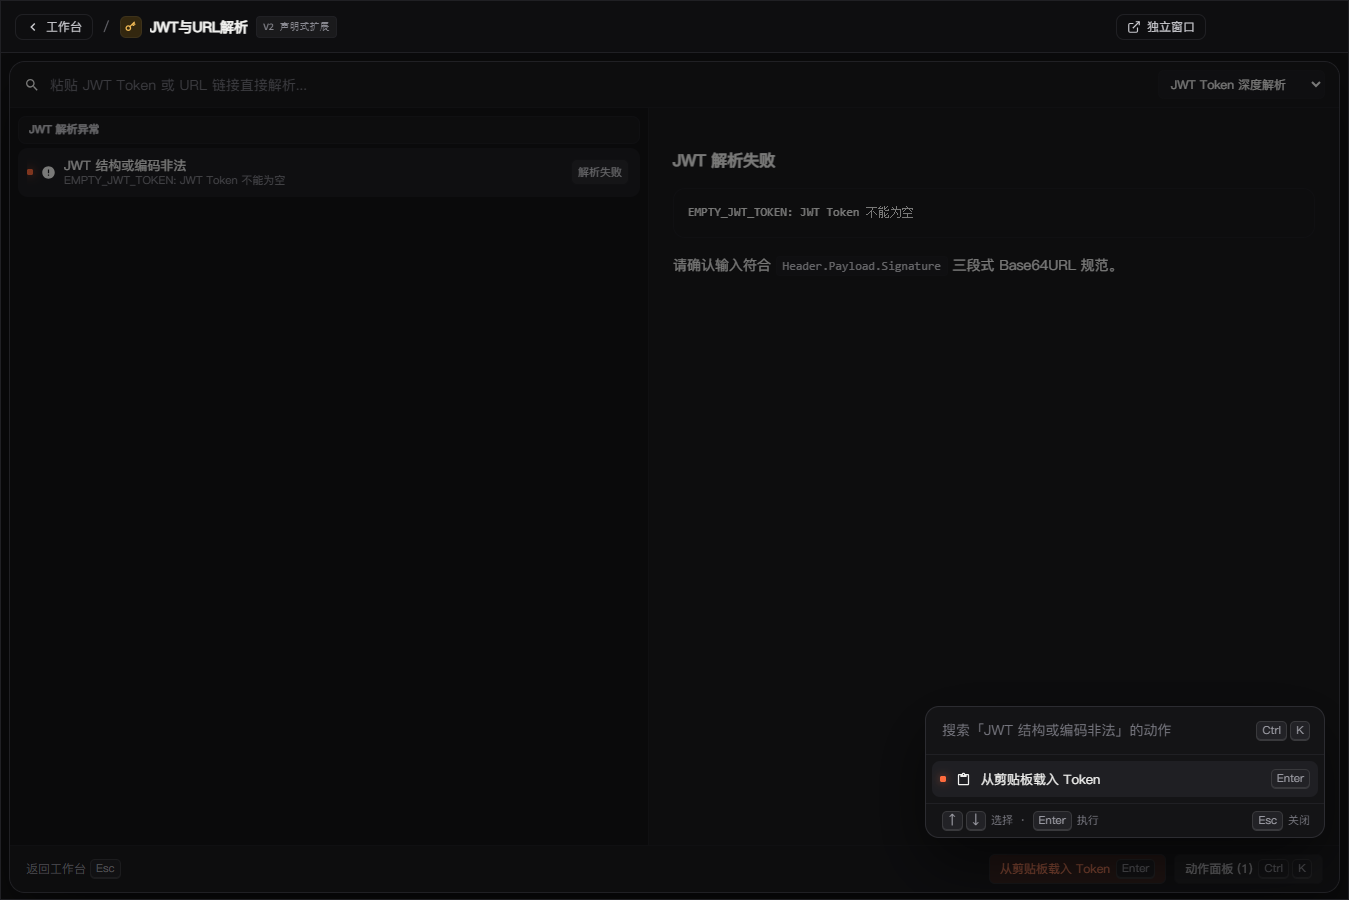 工作台 / JWT与URL解析 V2 声明式扩展 独立窗口
粘贴 JWT Token 或 URL 链接直接解析... JWT Token 深度解析
JWT 解析异常
JWT 结构或编码非法
EMPTY_JWT_TOKEN: JWT Token 不能为空
解析失败
JWT 解析失败
EMPTY_JWT_TOKEN: JWT Token 不能为空
请确认输入符合 Header.Payload.Signature 三段式 Base64URL 规范。
搜索「JWT 结构或编码非法」的动作 Ctrl K
从剪贴板载入 Token Enter
↑ ↓ 选择 · Enter 执行 Esc 关闭
返回工作台 Esc 从剪贴板载入 Token Enter 动作面板 (1) Ctrl K